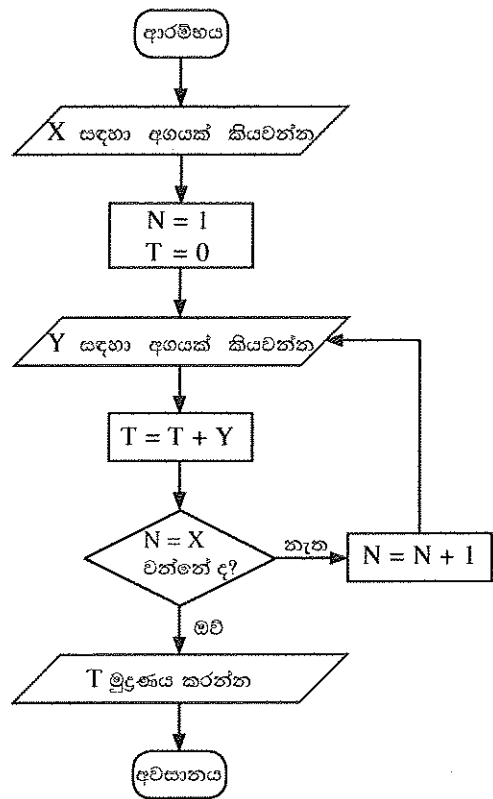 ආරම්භය
X සඳහා අගයක් කියවන්න
N = 1
T = 0
Y සඳහා අගයක් කියවන්න
T = T + Y
N = X
වන්නේ ද?
නැත
N = N + 1
ඔව්
T මුද්‍රණය කරන්න
අවසානය